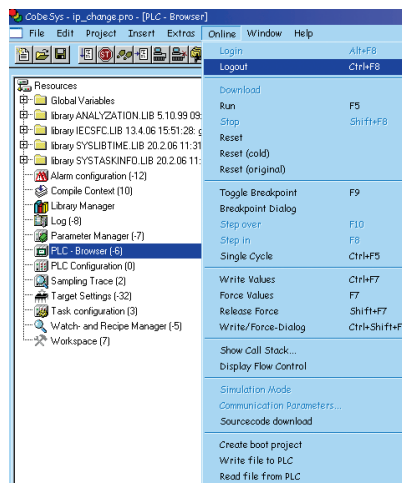 CoDeSys - ip_change.pro - [PLC - Browser]
File Edit Project Insert Extras Online Window Help
Resources
Global Variables
library ANALYZATION.LIB 5.10.99 09:
library IECSFC.LIB 13.4.06 15:51:28:
library SYSLIBTIME.LIB 20.2.06 11:31
library SYSTASKINFO.LIB 20.2.06 11:
Alarm configuration (-12)
Compile Context (10)
Library Manager
Log (-8)
Parameter Manager (-7)
PLC - Browser (-6)
PLC Configuration (0)
Sampling Trace (2)
Target Settings (-32)
Task configuration (3)
Watch- and Recipe Manager (-5)
Workspace (7)
Login Alt+F8
Logout Ctrl+F8
Download
Run F5
Stop Shift+F8
Reset
Reset (cold)
Reset (original)
Toggle Breakpoint F9
Breakpoint Dialog
Step over F10
Step in F8
Single Cycle Ctrl+F5
Write Values Ctrl+F7
Force Values F7
Release Force Shift+F7
Write/Force-Dialog Ctrl+Shift+F
Show Call Stack...
Display Flow Control
Simulation Mode
Communication Parameters...
Sourcecode download
Create boot project
Write file to PLC
Read file from PLC